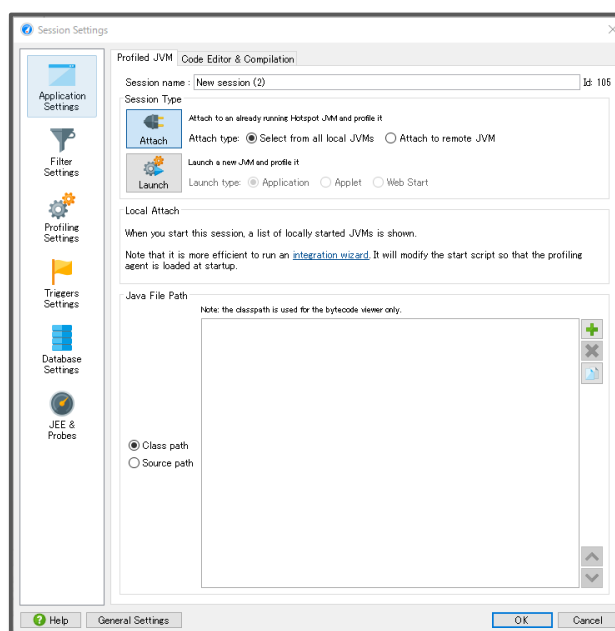 Session Settings
Application
Settings
Filter
Settings
Profiling
Settings
Triggers
Settings
Database
Settings
JEE &
Probes
Profiled JVM
Code Editor & Compilation
Session name : New session (2) Id: 105
Session Type
Attach
Attach to an already running Hotspot JVM and profile it
Attach type: Select from all local JVMs Attach to remote JVM
Launch
Launch a new JVM and profile it
Launch type: Application Applet Web Start
Local Attach
When you start this session, a list of locally started JVMs is shown.
Note that it is more efficient to run an integration wizard. It will modify the start script so that the profiling
agent is loaded at startup.
Java File Path
Note: the classpath is used for the bytecode viewer only.
Class path
Source path
Help
General Settings
OK
Cancel